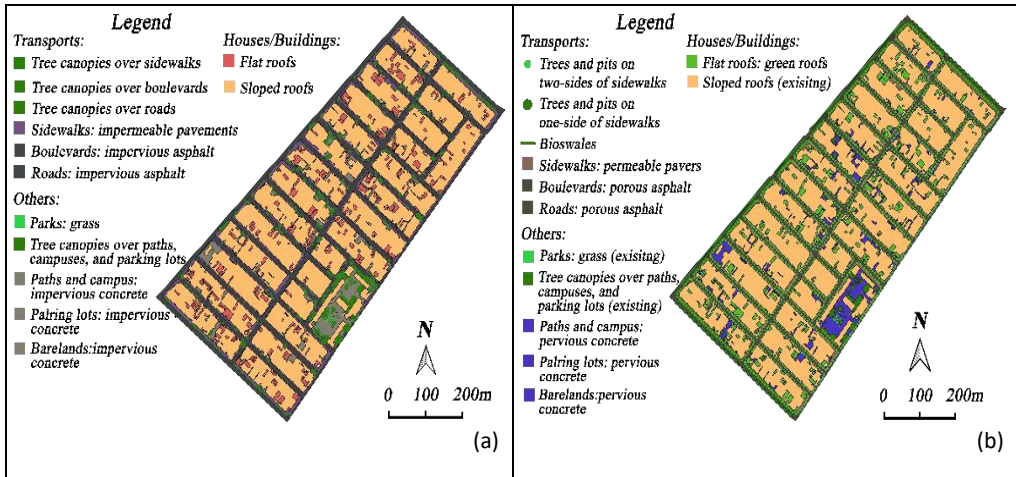 Legend
Transports:
Houses/Buildings:
Tree canopies over sidewalks
Flat roofs
Tree canopies over boulevards
Sloped roofs
Tree canopies over roads
Sidewalks: impermeable pavements
Boulevards: impervious asphalt
Roads: impervious asphalt
Others:
Parks: grass
Tree canopies over paths,
campuses, and parking lots
Paths and campus:
impervious concrete
Palring lots: impervious
concrete
Barelands:impervious
concrete
N
0 100 200m
(a)
Legend
Transports:
Houses/Buildings:
Trees and pits on
two-sides of sidewalks
Flat roofs: green roofs
Sloped roofs (exisitng)
Trees and pits on
one-side of sidewalks
Bioswales
Sidewalks: permeable pavers
Boulevards: porous asphalt
Roads: porous asphalt
Others:
Parks: grass (exisitng)
Tree canopies over paths,
campuses, and
parking lots (existing)
Paths and campus:
pervious concrete
Palring lots: pervious
concrete
Barelands:pervious
concrete
N
0 100 200m
(b)